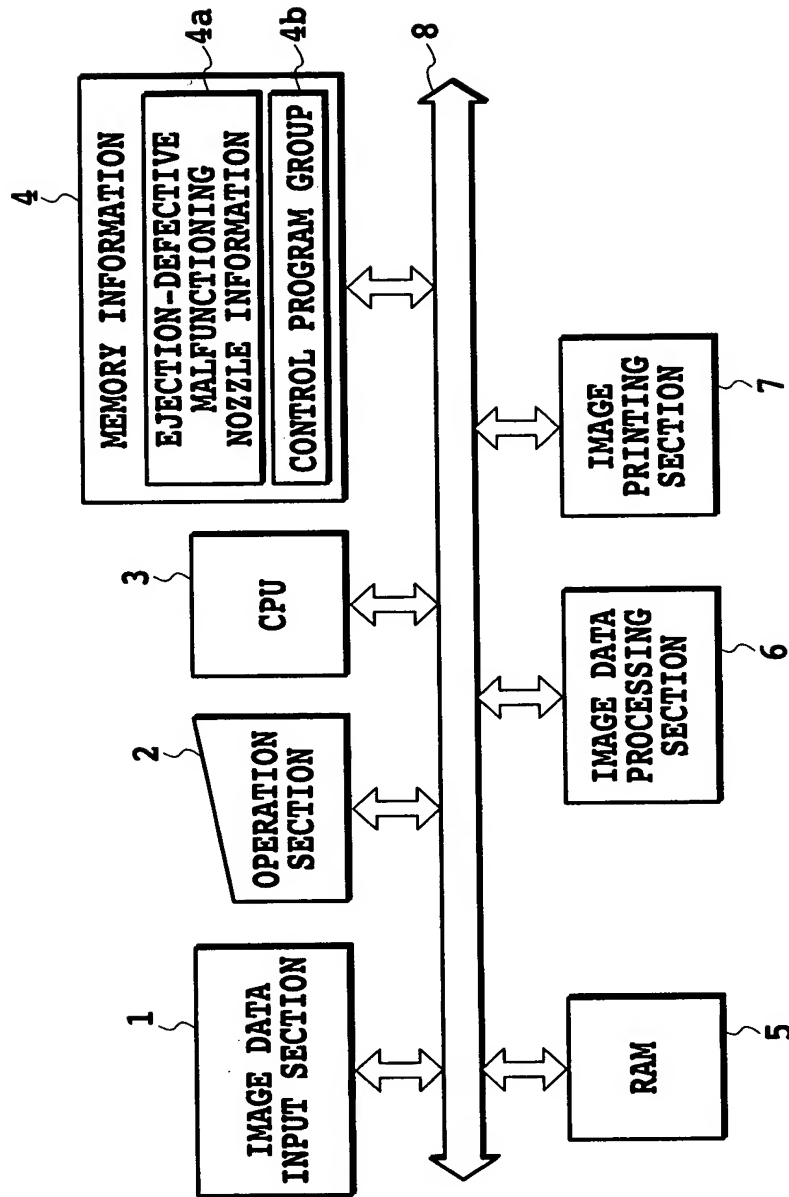 1
IMAGE DATA
INPUT SECTION
2
OPERATION
SECTION
3
CPU
4
MEMORY INFORMATION
4a
EJECTION-DEFECTIVE
MALFUNCTIONING
NOZZLE INFORMATION
4b
CONTROL PROGRAM GROUP
8
RAM
5
IMAGE DATA
PROCESSING
SECTION
6
IMAGE
PRINTING
SECTION
7